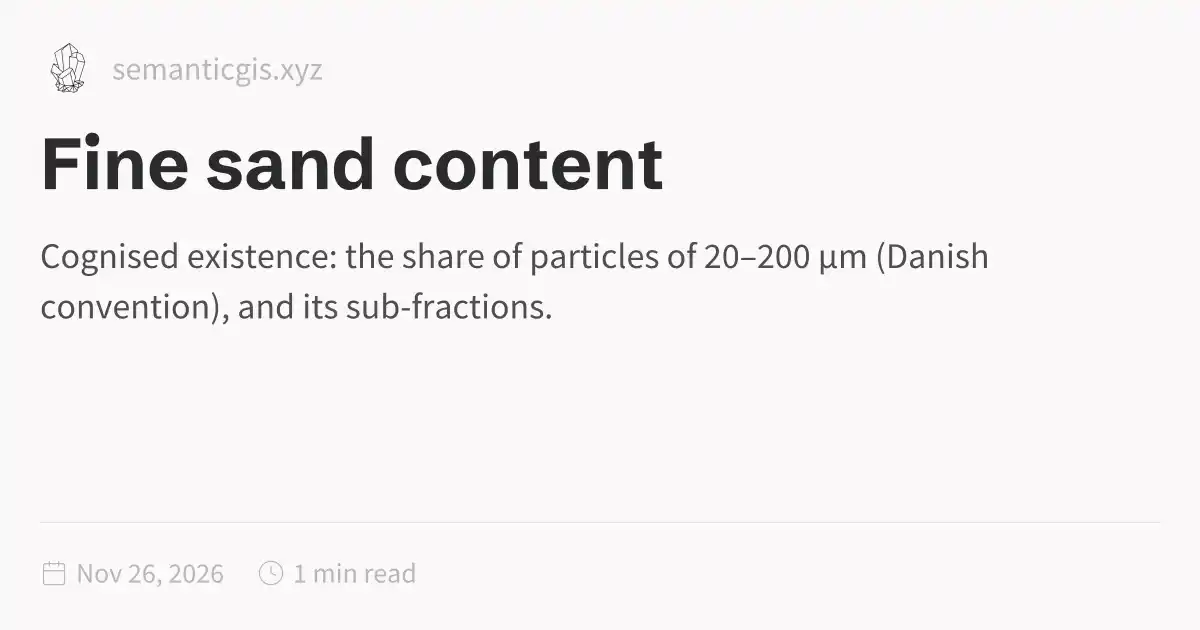 semanticgis.xyz
Fine sand content
Cognised existence: the share of particles of 20–200 µm (Danish
convention), and its sub-fractions.
Nov 26, 2026
1 min read